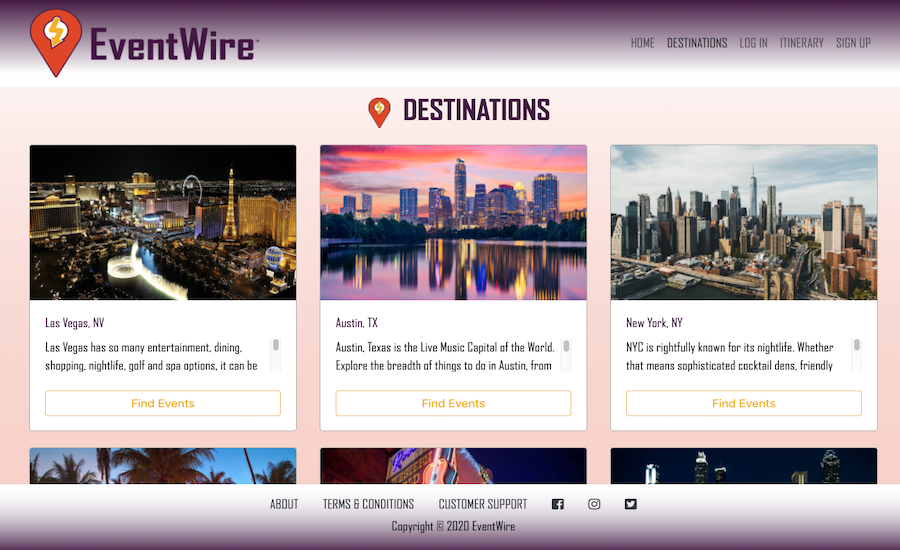 EventWire™
HOME DESTINATIONS LOG IN ITINERARY SIGN UP
DESTINATIONS
Las Vegas, NV
Las Vegas has so many entertainment, dining,
shopping, nightlife, golf and spa options, it can be
Find Events
Austin, TX
Austin, Texas is the Live Music Capital of the World.
Explore the breadth of things to do in Austin, from
Find Events
New York, NY
NYC is rightfully known for its nightlife. Whether
that means sophisticated cocktail dens, friendly
Find Events
ABOUT TERMS & CONDITIONS CUSTOMER SUPPORT
Copyright © 2020 EventWire